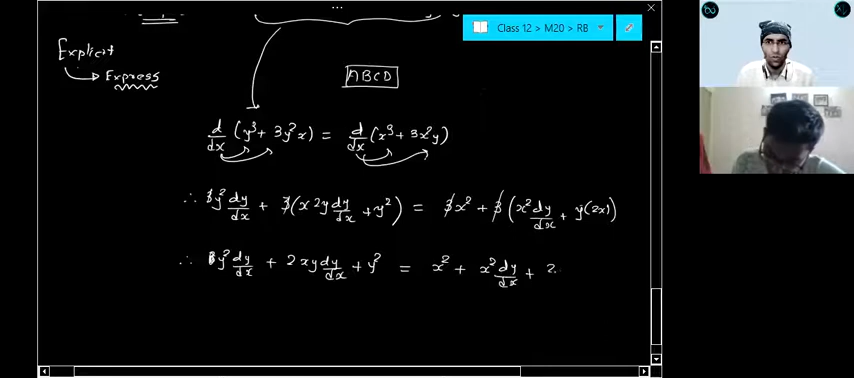 Class 12 > M20 > RB
Explicit
Express
ABCD
d/dx (y³ + 3y²x) = d/dx (x³ + 3x²y)
∴ 3y² dy/dx + 3(x2y dy/dx + y²) = 3x² + 3(x² dy/dx + y(2x))
∴ y² dy/dx + 2xy dy/dx + y² = x² + x² dy/dx + 2